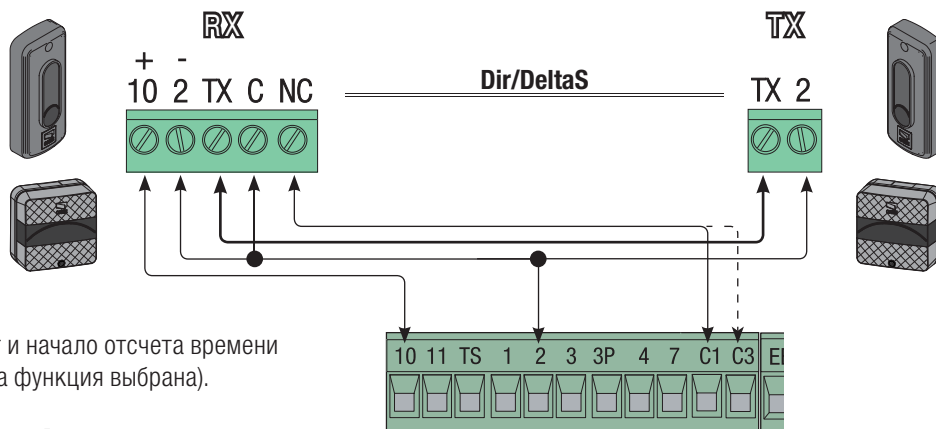 RX
TX
+ -
10 2 TX C NC
Dir/DeltaS
TX 2
и начало отсчета времени
функция выбрана).
10 11 TS 1 2 3 3P 4 7 C1 C3